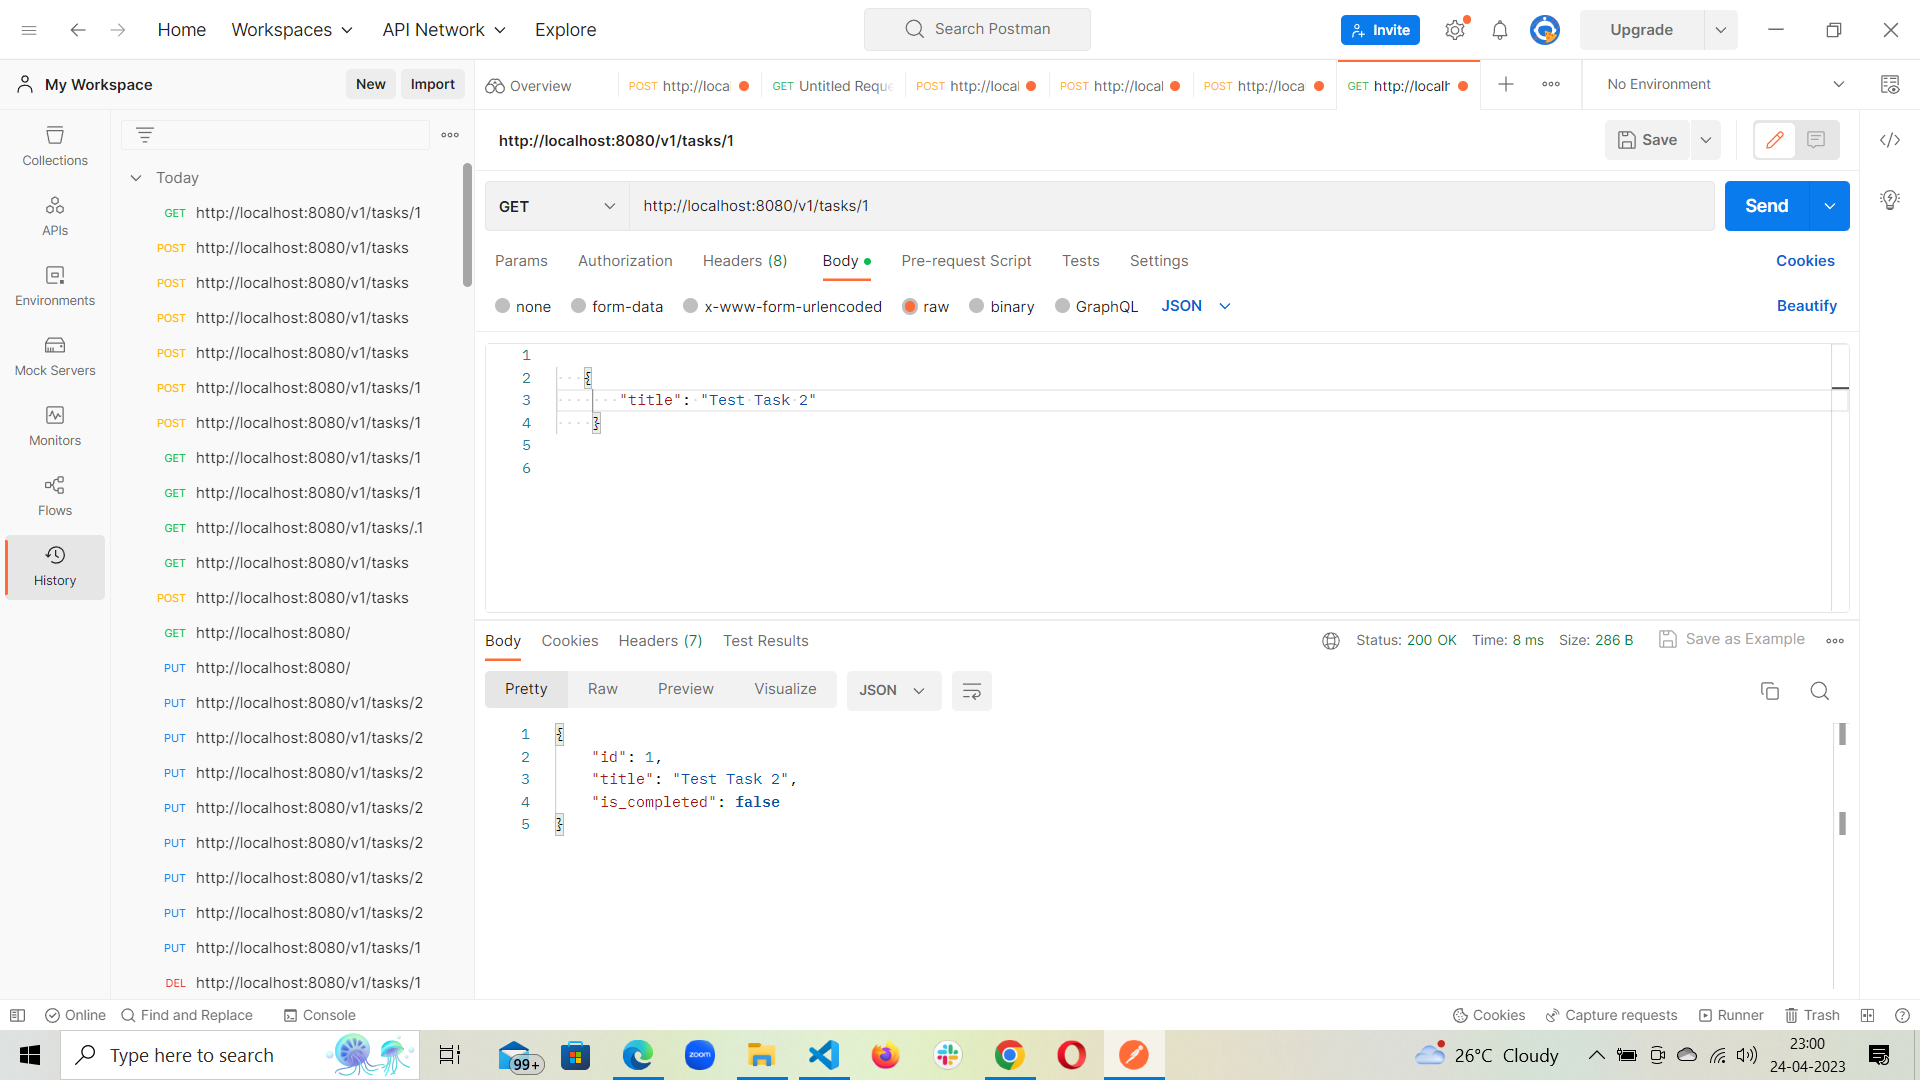 Home Workspaces API Network Explore Search Postman Invite Upgrade
My Workspace New Import Overview POST http://local GET Untitled Reque POST http://local POST http://local POST http://loca GET http://localh No Environment
http://localhost:8080/v1/tasks/1 Save
GET http://localhost:8080/v1/tasks/1 Send
Params Authorization Headers (8) Body Pre-request Script Tests Settings Cookies
none form-data x-www-form-urlencoded raw binary GraphQL JSON Beautify
1
2 {
3 "title": "Test Task 2"
4 }
5
6
Collections
APIs
Environments
Mock Servers
Monitors
Flows
History
Today
GET http://localhost:8080/v1/tasks/1
POST http://localhost:8080/v1/tasks
POST http://localhost:8080/v1/tasks
POST http://localhost:8080/v1/tasks
POST http://localhost:8080/v1/tasks
POST http://localhost:8080/v1/tasks/1
POST http://localhost:8080/v1/tasks/1
GET http://localhost:8080/v1/tasks/1
GET http://localhost:8080/v1/tasks/1
GET http://localhost:8080/v1/tasks/.1
GET http://localhost:8080/v1/tasks
POST http://localhost:8080/v1/tasks
GET http://localhost:8080/
PUT http://localhost:8080/
PUT http://localhost:8080/v1/tasks/2
PUT http://localhost:8080/v1/tasks/2
PUT http://localhost:8080/v1/tasks/2
PUT http://localhost:8080/v1/tasks/2
PUT http://localhost:8080/v1/tasks/2
PUT http://localhost:8080/v1/tasks/2
PUT http://localhost:8080/v1/tasks/2
PUT http://localhost:8080/v1/tasks/1
DEL http://localhost:8080/v1/tasks/1
Body Cookies Headers (7) Test Results Status: 200 OK Time: 8 ms Size: 286 B Save as Example
Pretty Raw Preview Visualize JSON
1 {
2 "id": 1,
3 "title": "Test Task 2",
4 "is_completed": false
5 }
Online Find and Replace Console Cookies Capture requests Runner Trash
Type here to search 99+ zoom 26°C Cloudy 23:00
24-04-2023